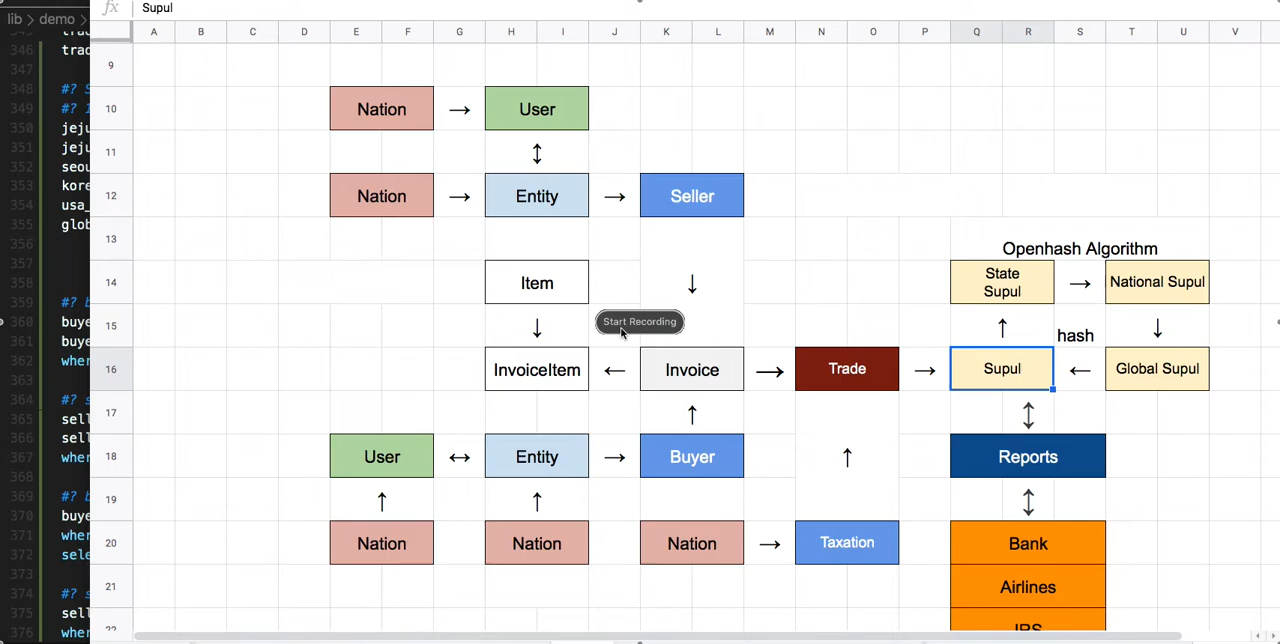 lib > demo >
fx Supul
A B C D E F G H I J K L M N O P Q R S T U V
346 trad
347
348 #? S
349 #? 1
350 jeju
351 jeju
352 seou
353 kore
354 usa_
355 glob
356
357
358
359 #? b
360 buye
361 buye
362 wher
363
364 #? s
365 sell
366 sell
367 wher
368
369 #? b
370 buye
371 wher
372 sele
373
374 #? s
375 sell
376 wher
9
10 Nation → User
11 ↕
12 Nation → Entity → Seller
13 Openhash Algorithm
14 Item ↓ State
Supul → National Supul
15 ↓ Start Recording ↑ hash ↓
16 InvoiceItem ← Invoice → Trade → Supul ← Global Supul
17 ↑ ↕
18 User ↔ Entity → Buyer ↑ Reports
19 ↑ ↑ ↕
20 Nation Nation Nation → Taxation Bank
21 Airlines
22 IRS